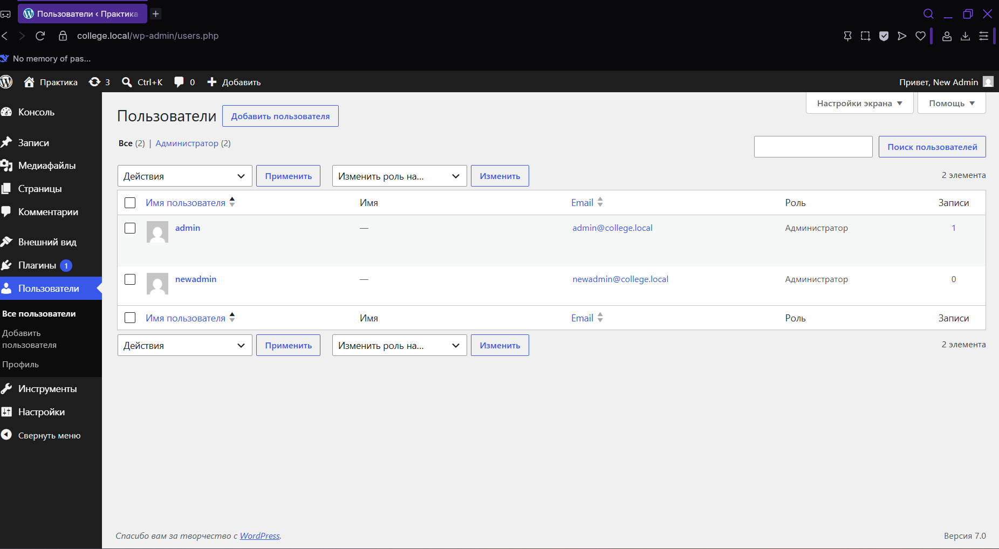 Пользователи ‹ Практика
college.local/wp-admin/users.php
No memory of pas...
Практика 3 Ctrl+K 0 Добавить Привет, New Admin
Консоль
Записи
Медиафайлы
Страницы
Комментарии
Внешний вид
Плагины 1
Пользователи
Все пользователи
Добавить
пользователя
Профиль
Инструменты
Настройки
Свернуть меню
Настройки экрана Помощь
Пользователи Добавить пользователя
Все (2) | Администратор (2)
Поиск пользователей
Действия Применить Изменить роль на... Изменить 2 элемента
Имя пользователя Имя Email Роль Записи
admin — admin@college.local Администратор 1
newadmin — newadmin@college.local Администратор 0
Имя пользователя Имя Email Роль Записи
Действия Применить Изменить роль на... Изменить 2 элемента
Спасибо вам за творчество с WordPress. Версия 7.0